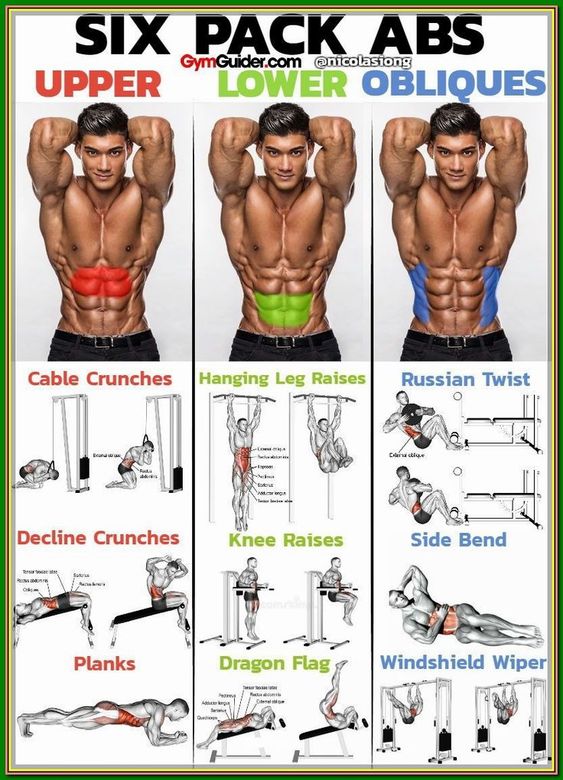 SIX PACK ABS
GymGuider.com @nicolasiong
UPPER LOWER OBLIQUES
Cable Crunches
External oblique
Rectus abdominis
Hanging Leg Raises
External oblique
Rectus abdominis
Iliopsoas
Pectineus
Sartorius
Adductor longus
Tensor fasciae latae
Russian Twist
External oblique
Decline Crunches
Tensor fasciae latae
Rectus abdominis
Obliques
Sartorius
Rectus femoris
Knee Raises
Side Bend
Planks
Dragon Flag
Tensor fasciae latae
Pectineus
Adductor longus
Sartorius
Quadriceps
Rectus abdominis
External oblique
Windshield Wiper